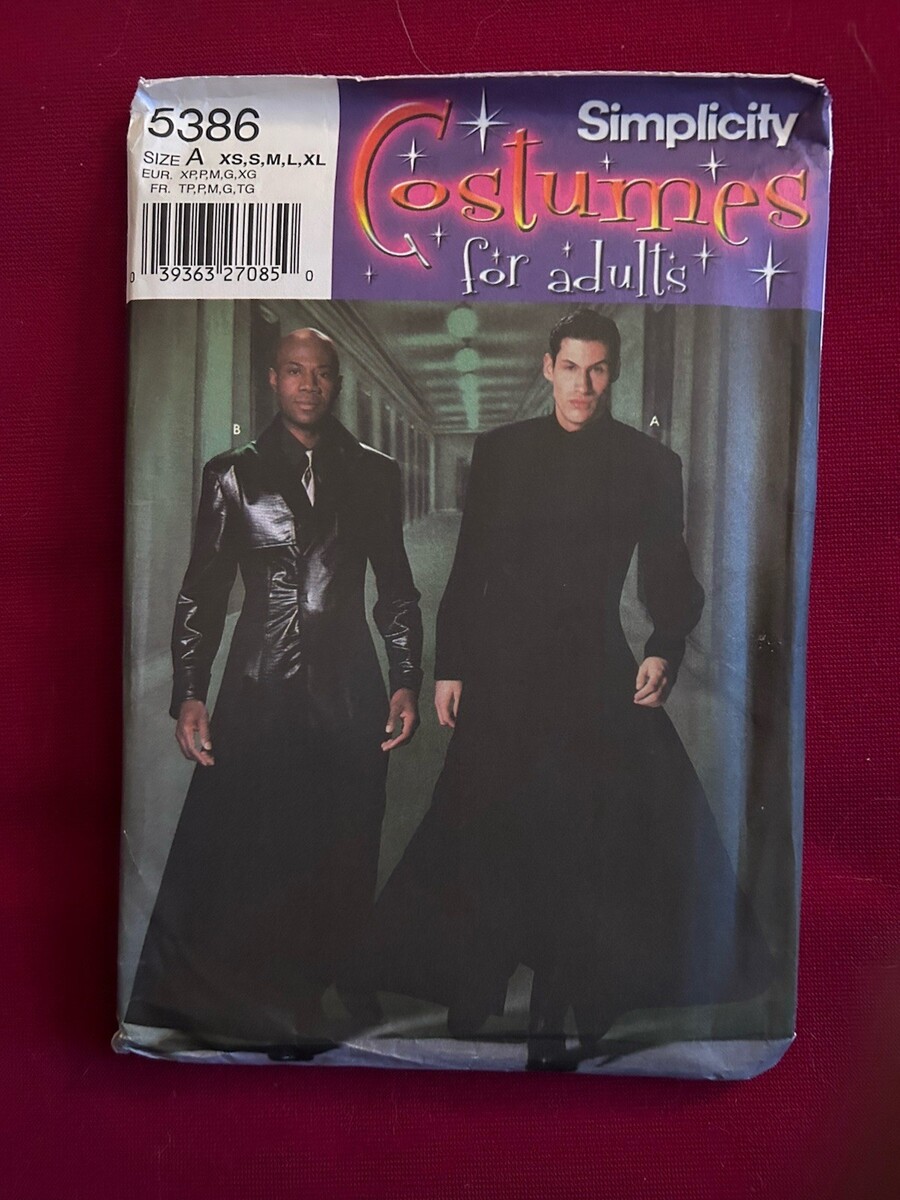 5386
SIZE A XS,S,M,L,XL
EUR. XP,P,M,G,XG
FR. TP,P,M,G,TG
0 39363 27085 0
Simplicity
Costumes
for adults
B
A